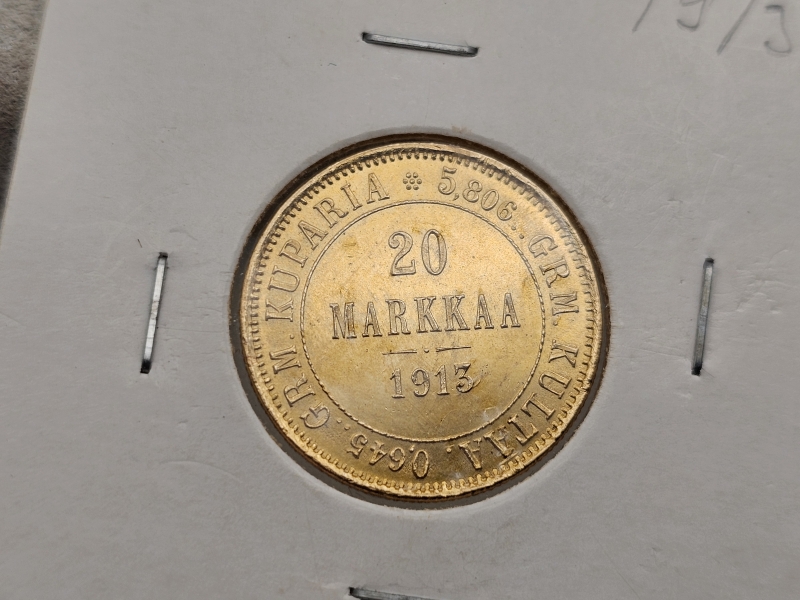 1913
5,806.. GRM. KULTAA. 0,645.. GRM. KUPARIA
20
MARKKAA
1913